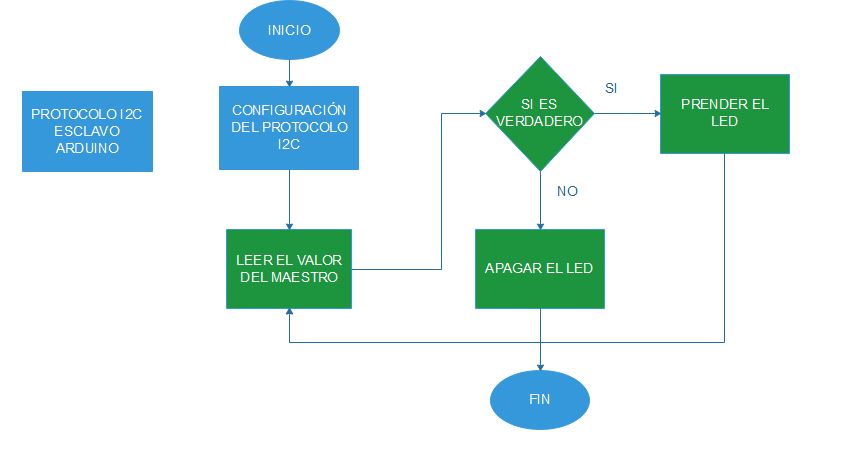 INICIO
PROTOCOLO I2C
ESCLAVO
ARDUINO
CONFIGURACIÓN
DEL PROTOCOLO
I2C
LEER EL VALOR
DEL MAESTRO
SI ES
VERDADERO
SI
PRENDER EL
LED
NO
APAGAR EL LED
FIN